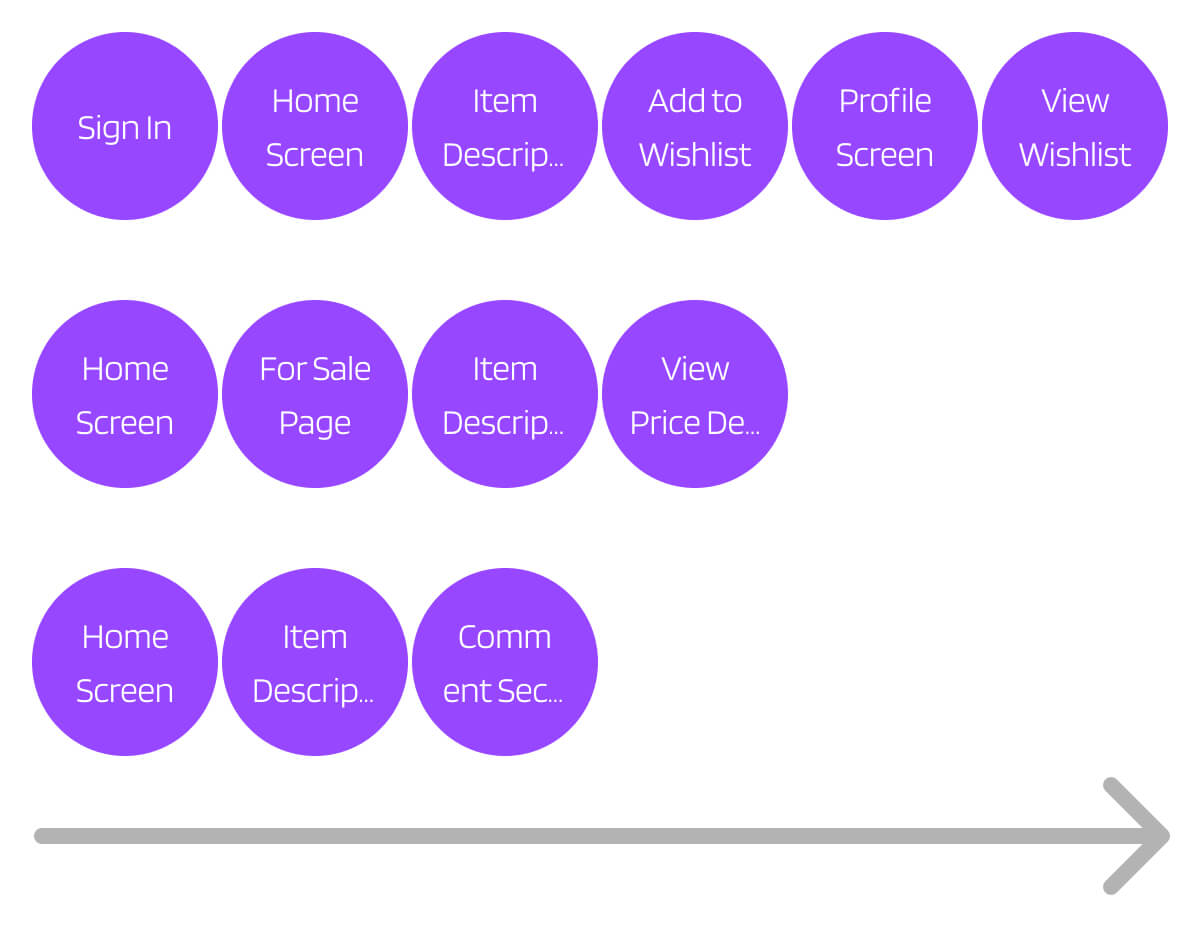 Sign In
Home
Screen
Item
Descrip...
Add to
Wishlist
Profile
Screen
View
Wishlist
Home
Screen
For Sale
Page
Item
Descrip...
View
Price De...
Home
Screen
Item
Descrip...
Comm
ent Sec...